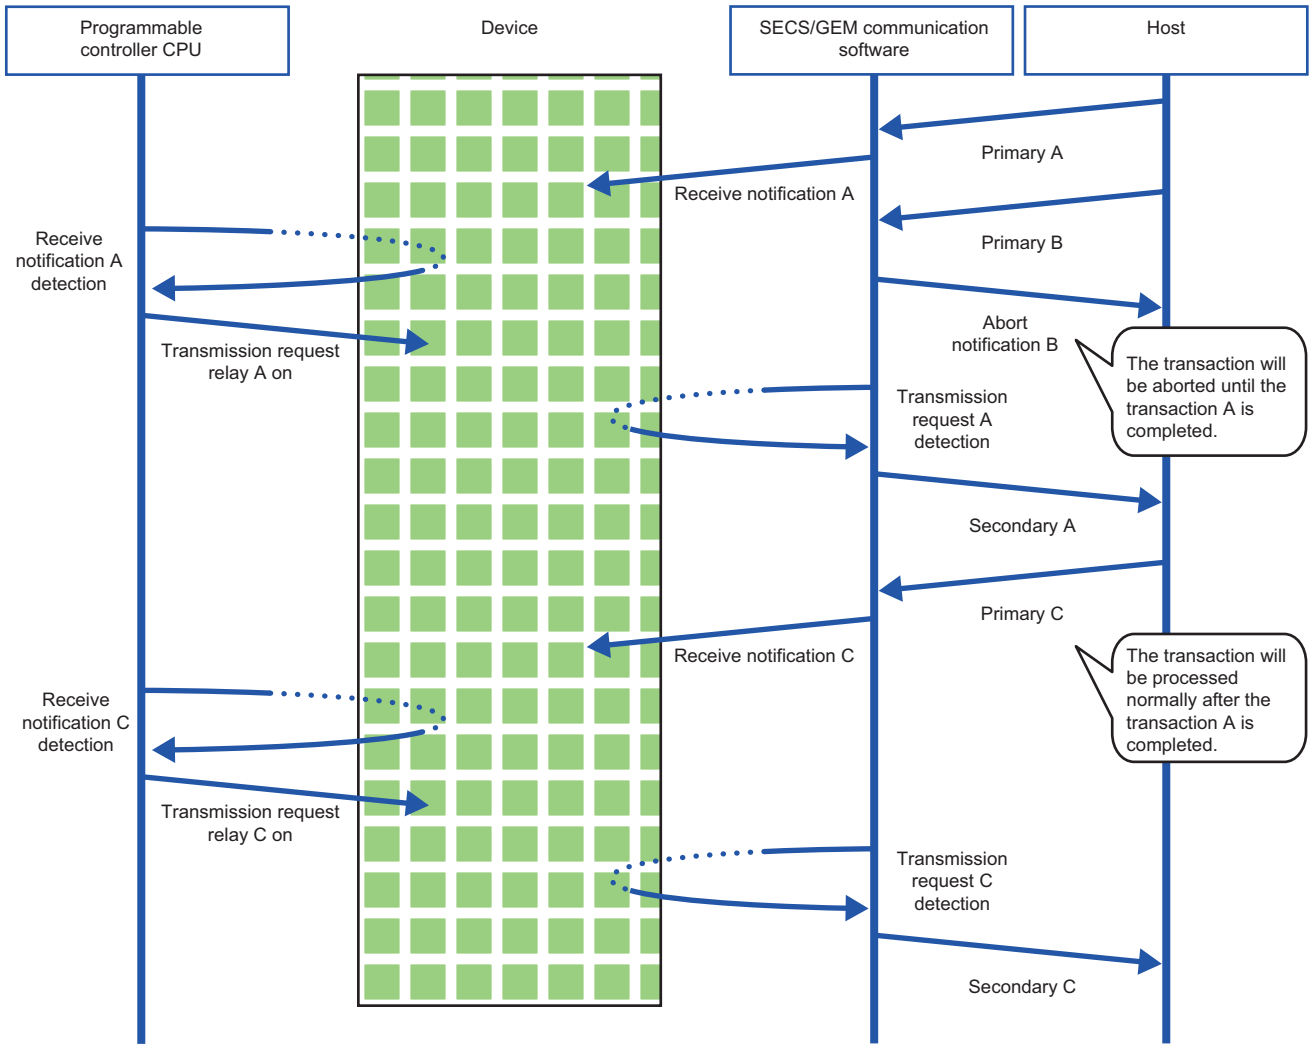 Programmable
controller CPU
Device
SECS/GEM communication
software
Host
Primary A
Receive notification A
Primary B
Receive
notification A
detection
Abort
notification B
Transmission request
relay A on
The transaction will
be aborted until the
transaction A is
completed.
Transmission
request A
detection
Secondary A
Primary C
Receive notification C
The transaction will
be processed
normally after the
transaction A is
completed.
Receive
notification C
detection
Transmission request
relay C on
Transmission
request C
detection
Secondary C